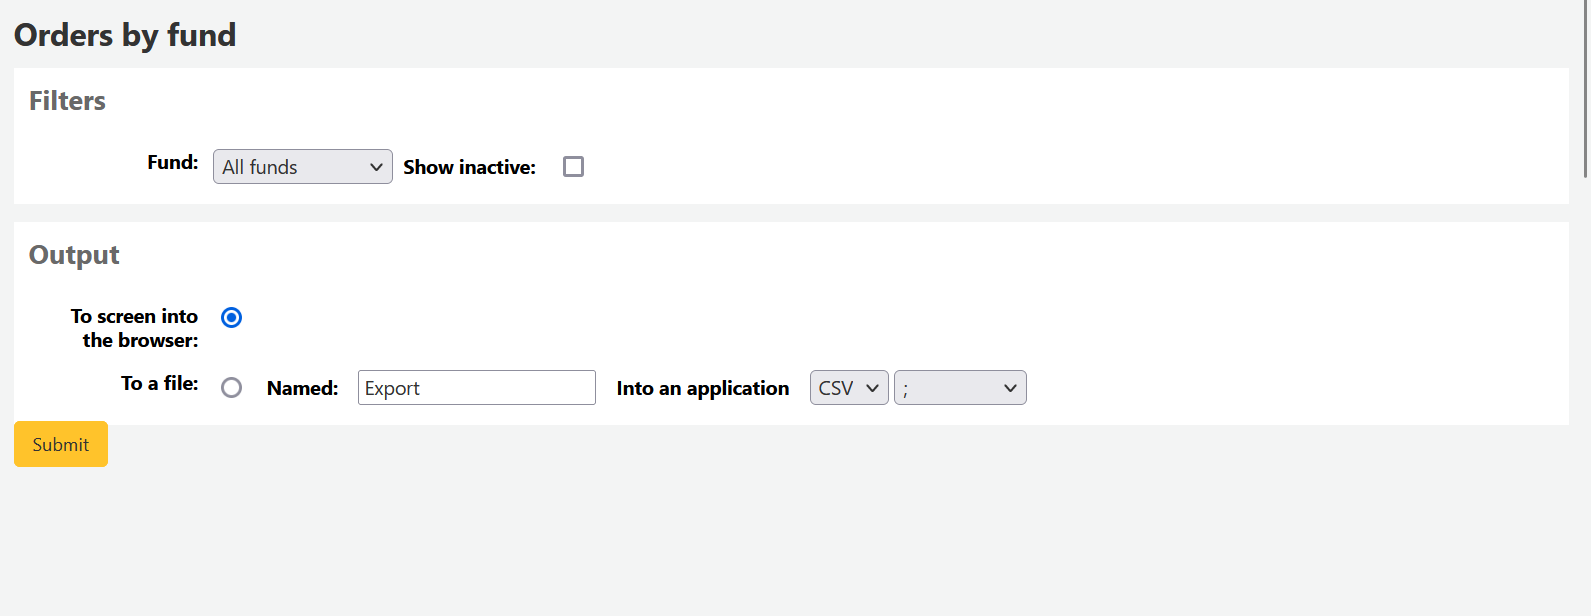 Orders by fund
Filters
Fund: All funds Show inactive:
Output
To screen into
the browser:
To a file: Named: Export Into an application CSV ;
Submit